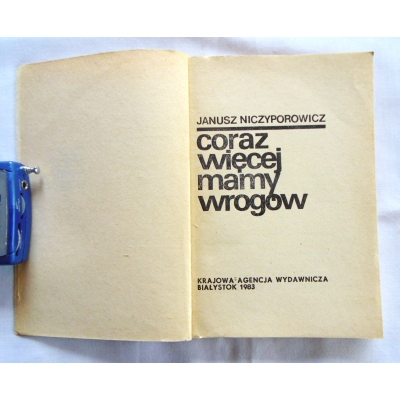 JANUSZ NICZYPOROWICZ
coraz
więcej
mamy
wrogów
KRAJOWA AGENCJA WYDAWNICZA
BIAŁYSTOK 1983